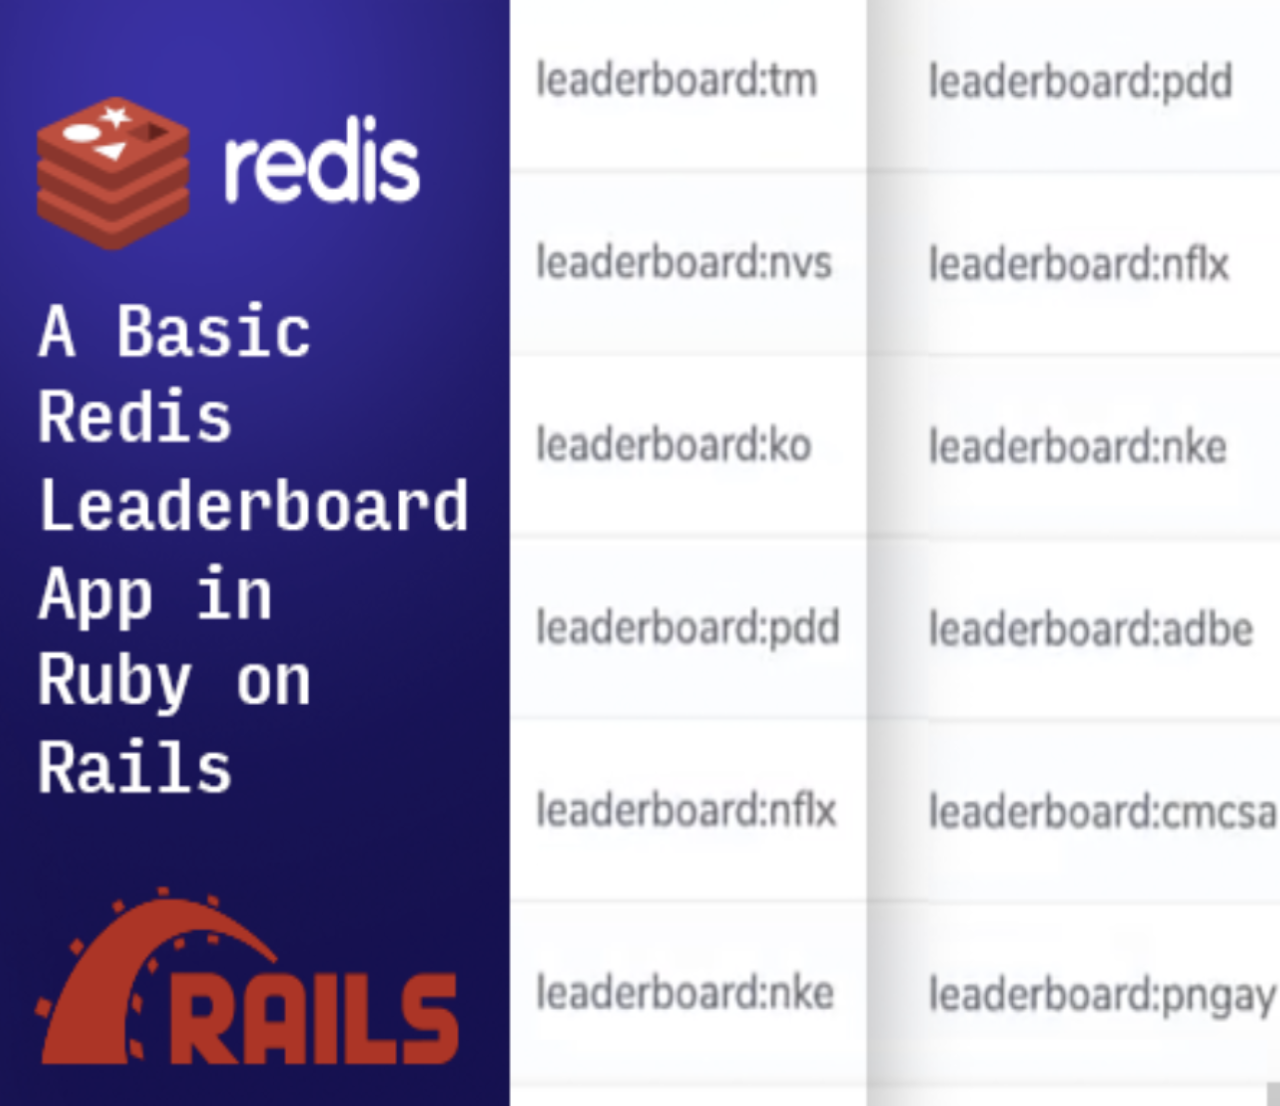 redis
A Basic
Redis
Leaderboard
App in
Ruby on
Rails
RAILS
leaderboard:tm
leaderboard:nvs
leaderboard:ko
leaderboard:pdd
leaderboard:nflx
leaderboard:nke
leaderboard:pdd
leaderboard:nflx
leaderboard:nke
leaderboard:adbe
leaderboard:cmcsa
leaderboard:pngay